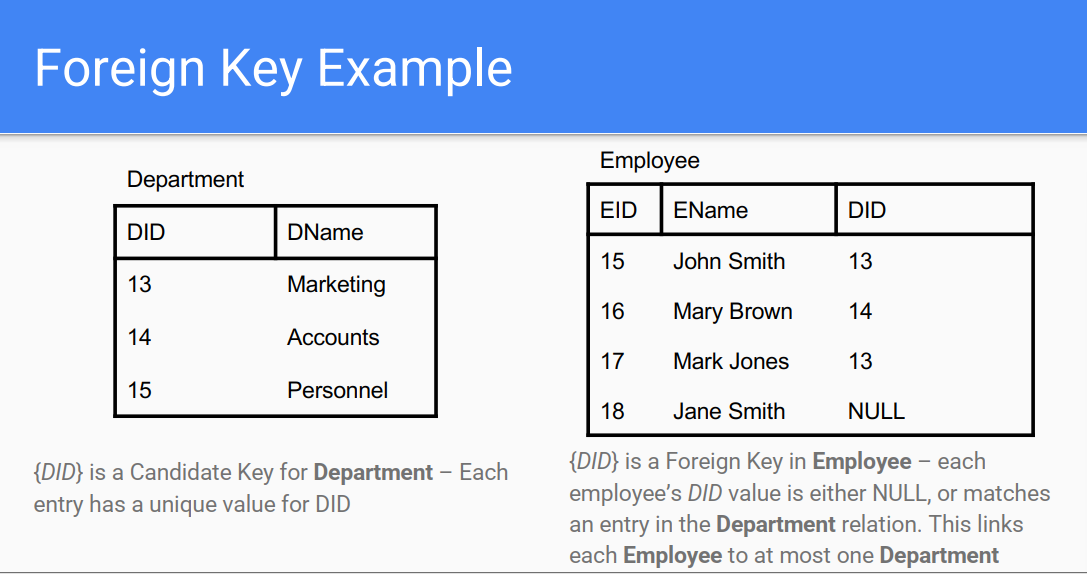 Foreign Key Example
Department
DID DName
13 Marketing
14 Accounts
15 Personnel
{DID} is a Candidate Key for Department – Each
entry has a unique value for DID
Employee
EID EName DID
15 John Smith 13
16 Mary Brown 14
17 Mark Jones 13
18 Jane Smith NULL
{DID} is a Foreign Key in Employee – each
employee’s DID value is either NULL, or matches
an entry in the Department relation. This links
each Employee to at most one Department